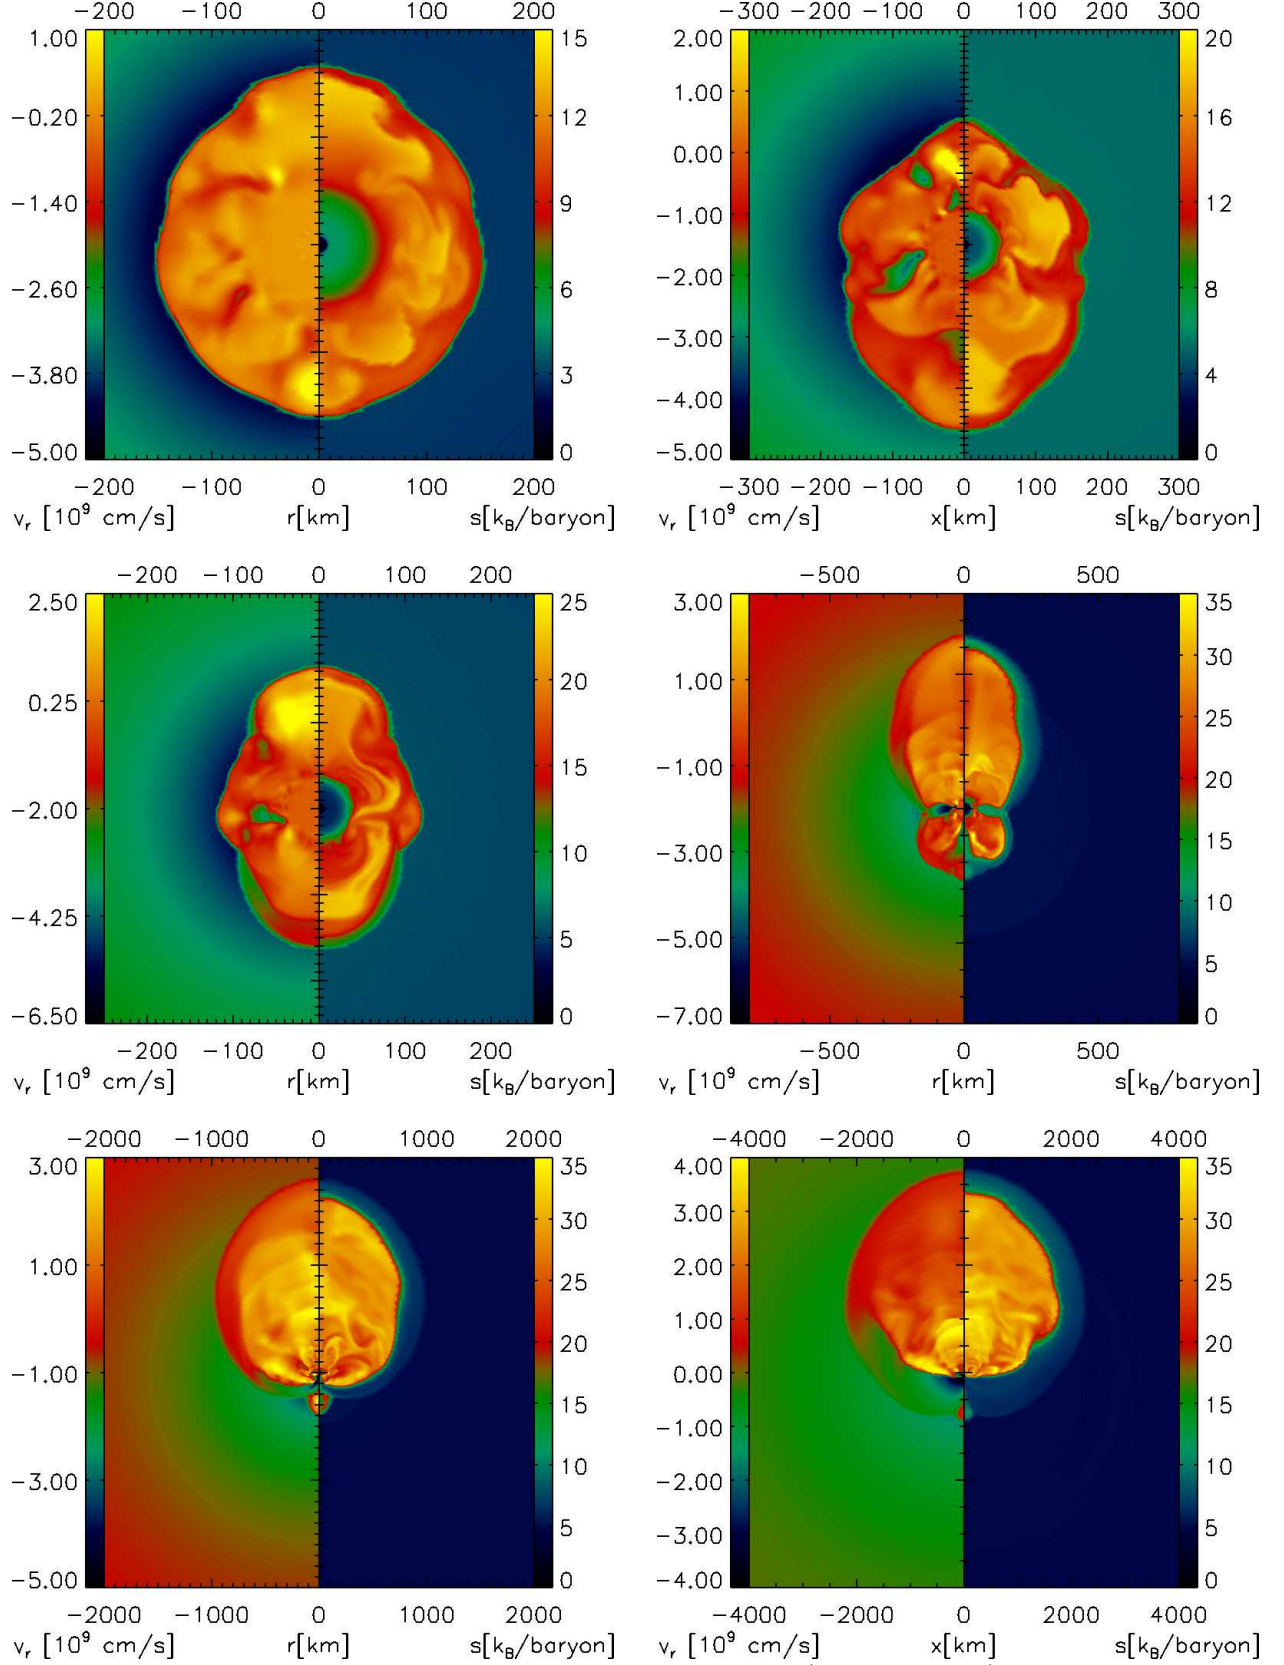 −200 −100 0 100 200
1.00 15
−0.20 12
−1.40 9
−2.60 6
−3.80 3
−5.00 0
−200 −100 0 100 200
v_r [10^9 cm/s] r[km] s[k_B/baryon]
−300 −200 −100 0 100 200 300
2.00 20
1.00 16
0.00
−1.00 12
−2.00 8
−3.00 4
−4.00
−5.00 0
−300 −200 −100 0 100 200 300
v_r [10^9 cm/s] x[km] s[k_B/baryon]
−200 −100 0 100 200
2.50 25
0.25 20
15
−2.00 10
−4.25 5
−6.50 0
−200 −100 0 100 200
v_r [10^9 cm/s] r[km] s[k_B/baryon]
−500 0 500
3.00 35
30
1.00 25
−1.00 20
15
−3.00 10
−5.00 5
−7.00 0
−500 0 500
v_r [10^9 cm/s] r[km] s[k_B/baryon]
−2000 −1000 0 1000 2000
3.00 35
30
1.00 25
20
−1.00 15
10
−3.00 5
−5.00 0
−2000 −1000 0 1000 2000
v_r [10^9 cm/s] r[km] s[k_B/baryon]
−4000 −2000 0 2000 4000
4.00 35
3.00 30
2.00 25
1.00 20
0.00 15
−1.00 10
−2.00
−3.00 5
−4.00 0
−4000 −2000 0 2000 4000
v_r [10^9 cm/s] x[km] s[k_B/baryon]